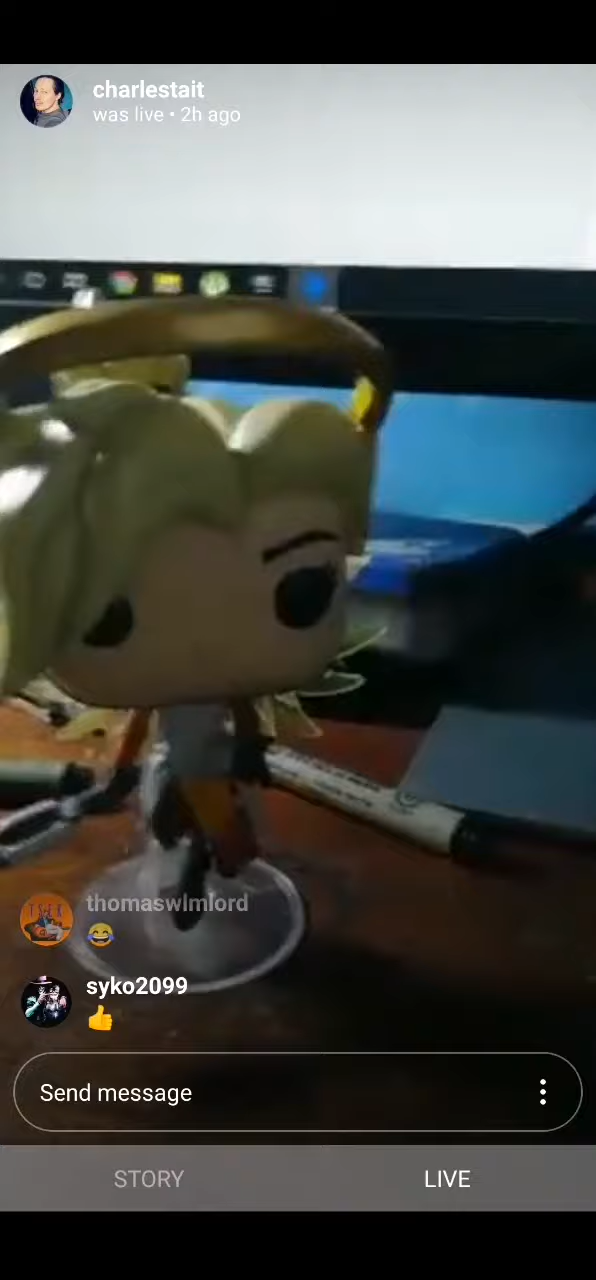 charlestait
was live • 2h ago
thomaswlmlord
😂
syko2099
👍
Send message
STORY
LIVE